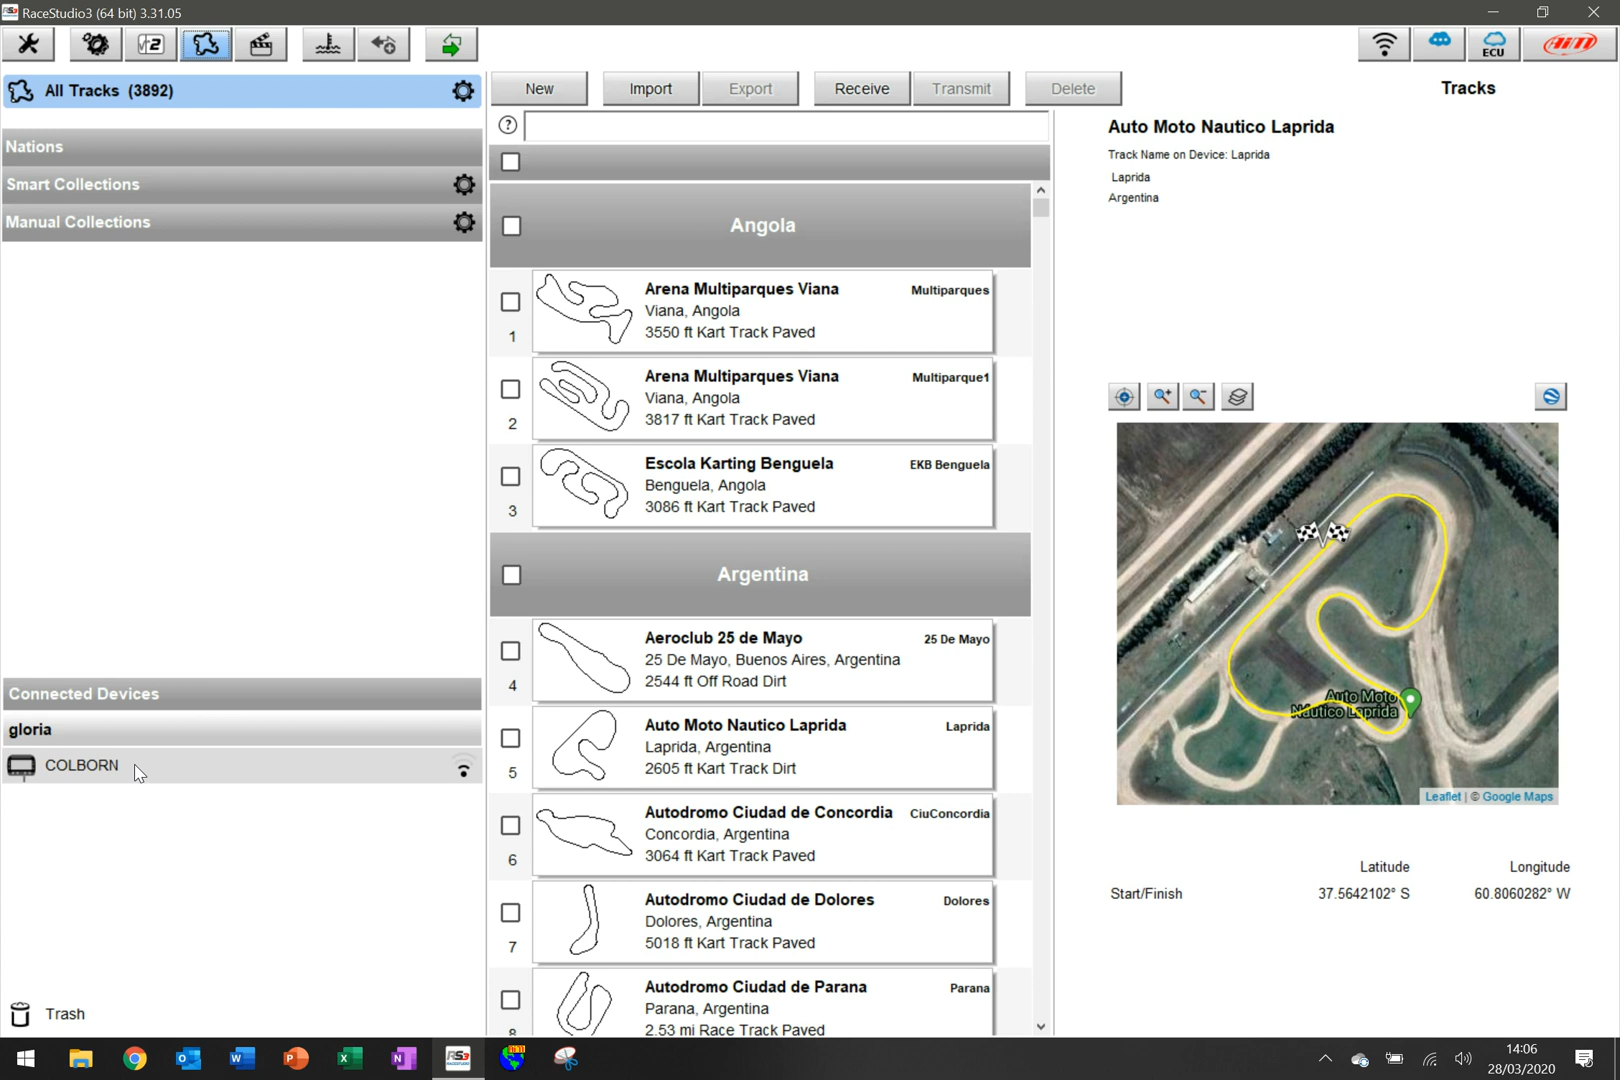 RaceStudio3 (64 bit) 3.31.05
ECU
AiM
All Tracks (3892)
Nations
Smart Collections
Manual Collections
Connected Devices
gloria
COLBORN
Trash
New
Import
Export
Receive
Transmit
Delete
Angola
Arena Multiparques Viana
Multiparques
Viana, Angola
3550 ft Kart Track Paved
1
Arena Multiparques Viana
Multiparque1
Viana, Angola
3817 ft Kart Track Paved
2
Escola Karting Benguela
EKB Benguela
Benguela, Angola
3086 ft Kart Track Paved
3
Argentina
Aeroclub 25 de Mayo
25 De Mayo
25 De Mayo, Buenos Aires, Argentina
2544 ft Off Road Dirt
4
Auto Moto Nautico Laprida
Laprida
Laprida, Argentina
2605 ft Kart Track Dirt
5
Autodromo Ciudad de Concordia
CiuConcordia
Concordia, Argentina
3064 ft Kart Track Paved
6
Autodromo Ciudad de Dolores
Dolores
Dolores, Argentina
5018 ft Kart Track Paved
7
Autodromo Ciudad de Parana
Parana
Parana, Argentina
2.53 mi Race Track Paved
8
Tracks
Auto Moto Nautico Laprida
Track Name on Device: Laprida
Laprida
Argentina
Auto Moto
Náutico Laprida
Leaflet | © Google Maps
Latitude
Longitude
Start/Finish
37.5642102° S
60.8060282° W
RS3
14:06
28/03/2020